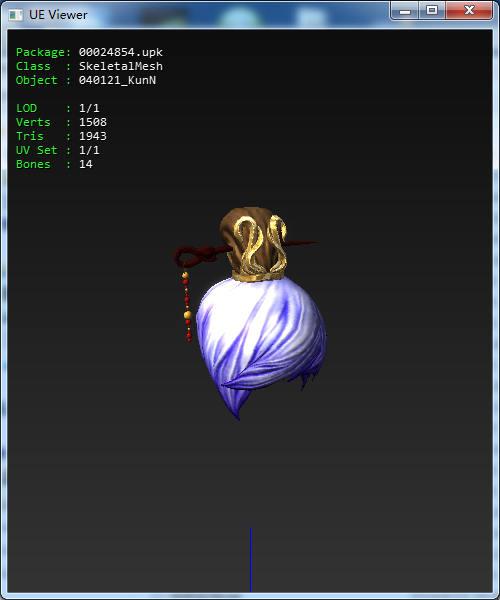 UE Viewer
Package: 00024854.upk
Class  : SkeletalMesh
Object : 040121_KunN
LOD    : 1/1
Verts  : 1508
Tris   : 1943
UV Set : 1/1
Bones  : 14